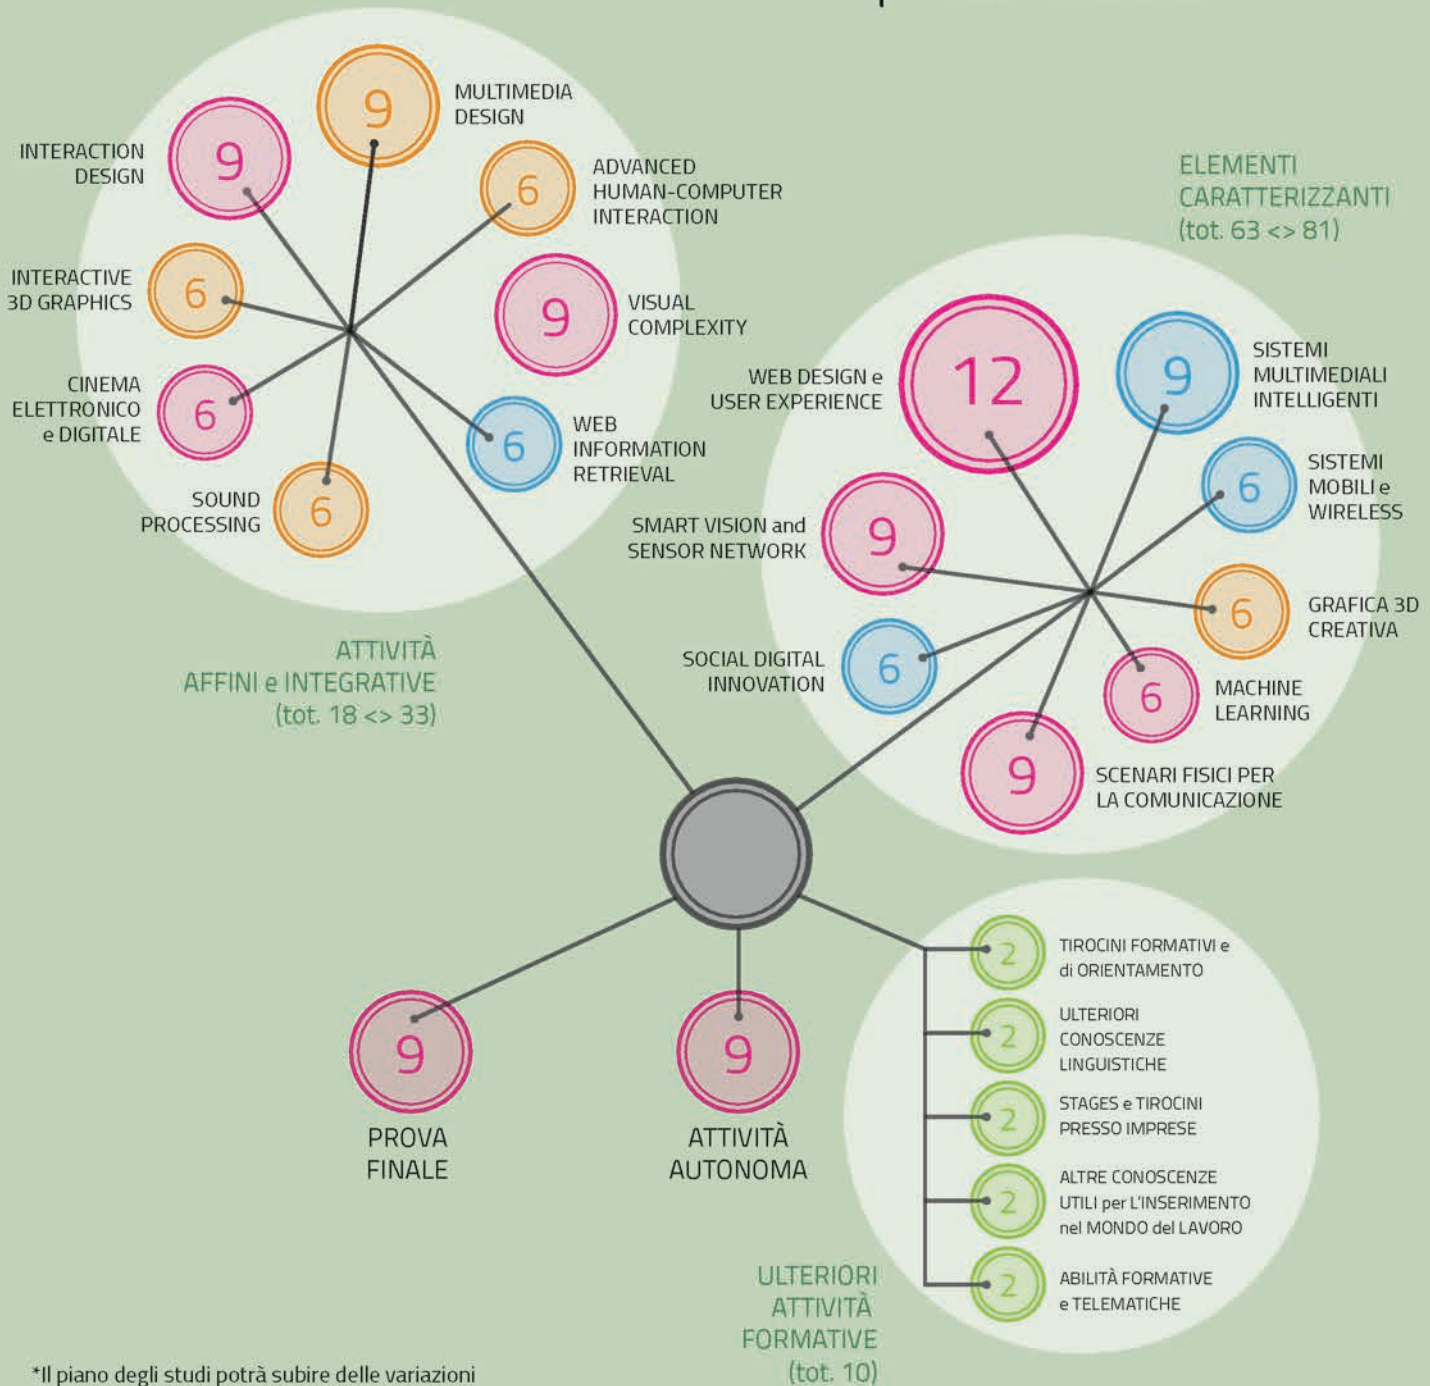 9
MULTIMEDIA
DESIGN
INTERACTION
DESIGN
9
6
ADVANCED
HUMAN-COMPUTER
INTERACTION
INTERACTIVE
3D GRAPHICS
6
9
VISUAL
COMPLEXITY
CINEMA
ELETTRONICO
e DIGITALE
6
6
WEB
INFORMATION
RETRIEVAL
SOUND
PROCESSING
6
ATTIVITÀ
AFFINI e INTEGRATIVE
(tot. 18 <> 33)
ELEMENTI
CARATTERIZZANTI
(tot. 63 <> 81)
WEB DESIGN e
USER EXPERIENCE
12
9
SISTEMI
MULTIMEDIALI
INTELLIGENTI
6
SISTEMI
MOBILI e
WIRELESS
SMART VISION and
SENSOR NETWORK
9
6
GRAFICA 3D
CREATIVA
SOCIAL DIGITAL
INNOVATION
6
6
MACHINE
LEARNING
9
SCENARI FISICI PER
LA COMUNICAZIONE
9
PROVA
FINALE
9
ATTIVITÀ
AUTONOMA
2
TIROCINI FORMATIVI e
di ORIENTAMENTO
2
ULTERIORI
CONOSCENZE
LINGUISTICHE
2
STAGES e TIROCINI
PRESSO IMPRESE
2
ALTRE CONOSCENZE
UTILI per L'INSERIMENTO
nel MONDO del LAVORO
2
ABILITÀ FORMATIVE
e TELEMATICHE
ULTERIORI
ATTIVITÀ
FORMATIVE
(tot. 10)
*Il piano degli studi potrà subire delle variazioni